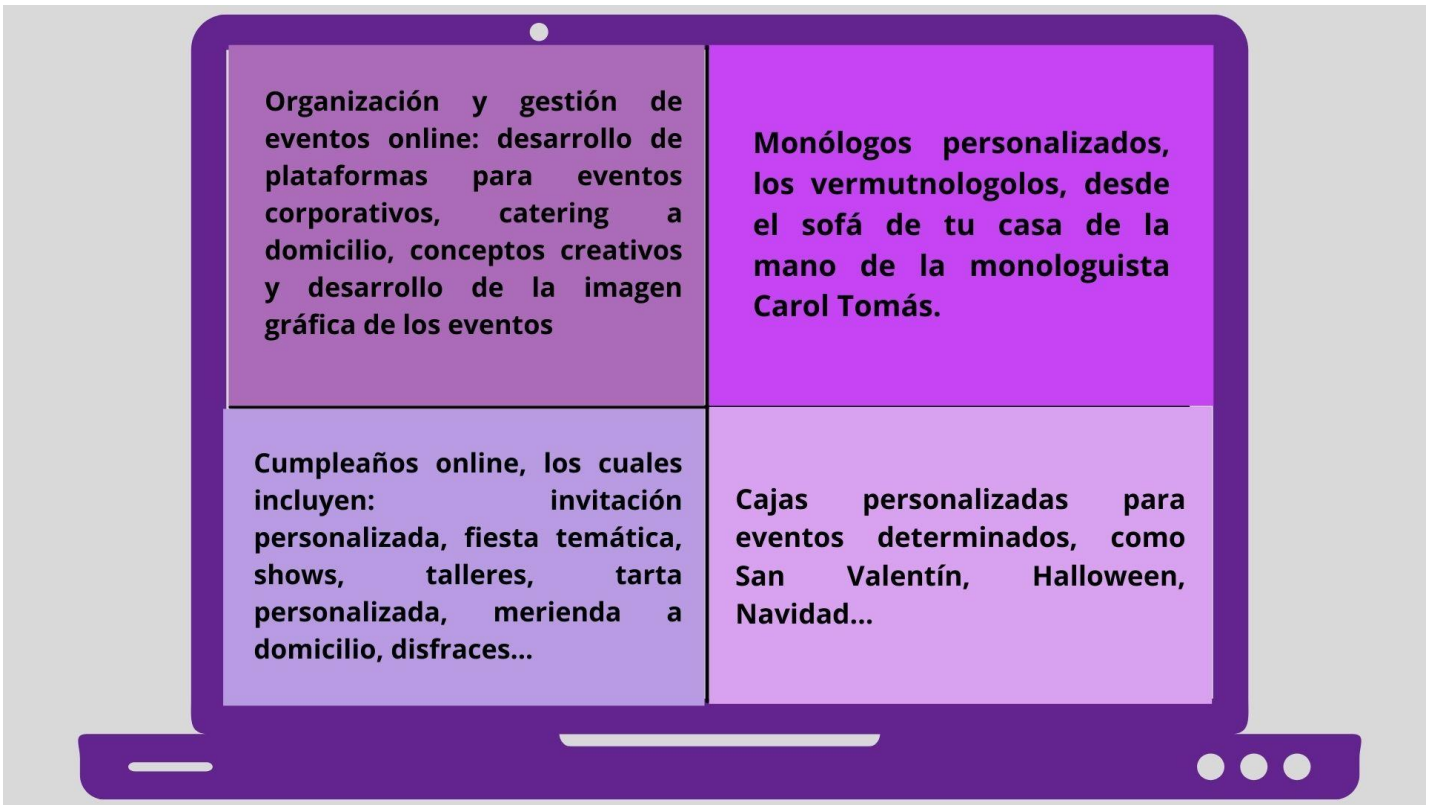 Organización y gestión de
eventos online: desarrollo de
plataformas para eventos
corporativos, catering a
domicilio, conceptos creativos
y desarrollo de la imagen
gráfica de los eventos
Monólogos personalizados,
los vermutnologolos, desde
el sofá de tu casa de la
mano de la monologuista
Carol Tomás.
Cumpleaños online, los cuales
incluyen: invitación
personalizada, fiesta temática,
shows, talleres, tarta
personalizada, merienda a
domicilio, disfraces...
Cajas personalizadas para
eventos determinados, como
San Valentín, Halloween,
Navidad...